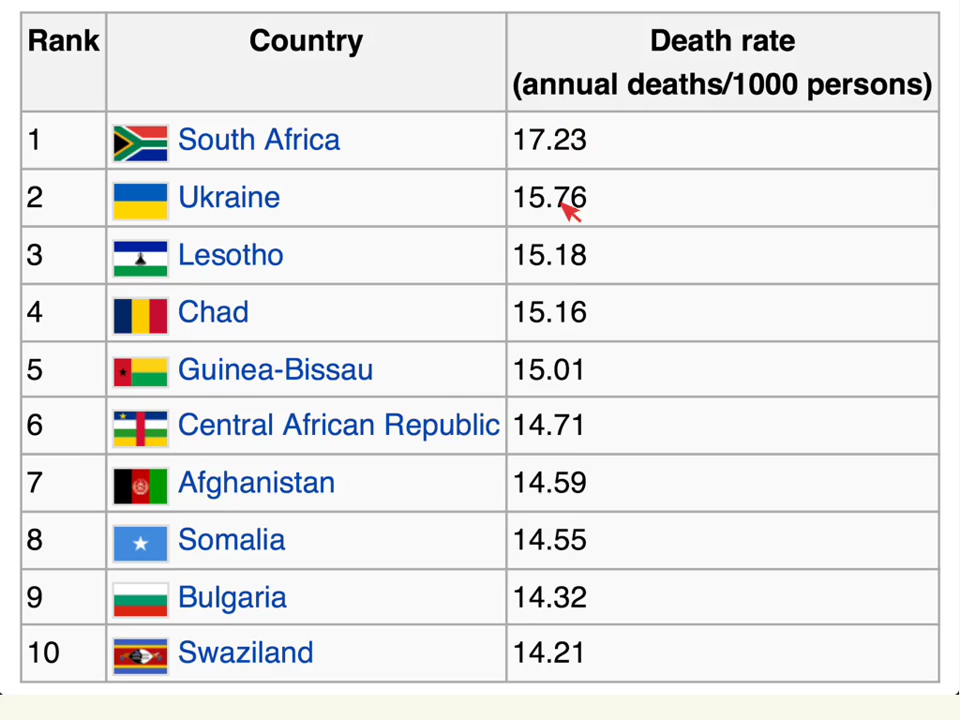 Rank Country Death rate
(annual deaths/1000 persons)
1 South Africa 17.23
2 Ukraine 15.76
3 Lesotho 15.18
4 Chad 15.16
5 Guinea-Bissau 15.01
6 Central African Republic 14.71
7 Afghanistan 14.59
8 Somalia 14.55
9 Bulgaria 14.32
10 Swaziland 14.21